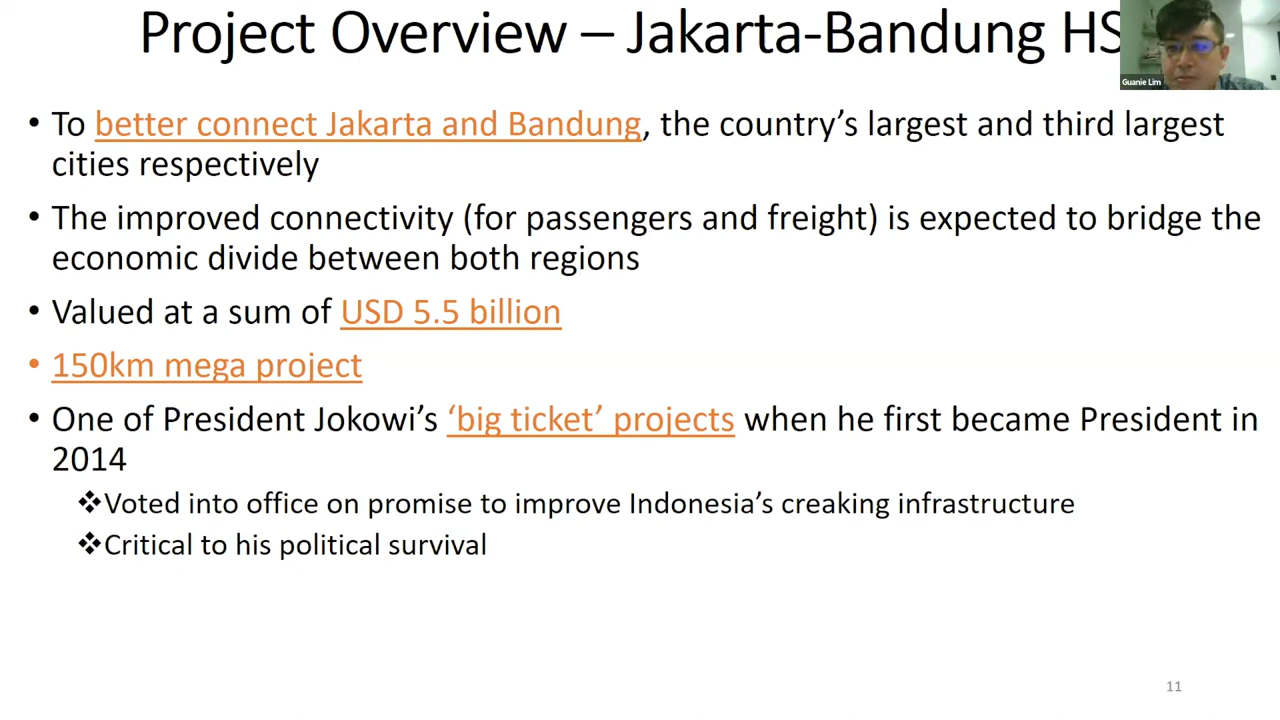 Project Overview – Jakarta-Bandung HS
Guanie Lim
• To better connect Jakarta and Bandung, the country’s largest and third largest
cities respectively
• The improved connectivity (for passengers and freight) is expected to bridge the
economic divide between both regions
• Valued at a sum of USD 5.5 billion
• 150km mega project
• One of President Jokowi’s ‘big ticket’ projects when he first became President in
2014
❖Voted into office on promise to improve Indonesia’s creaking infrastructure
❖Critical to his political survival
11